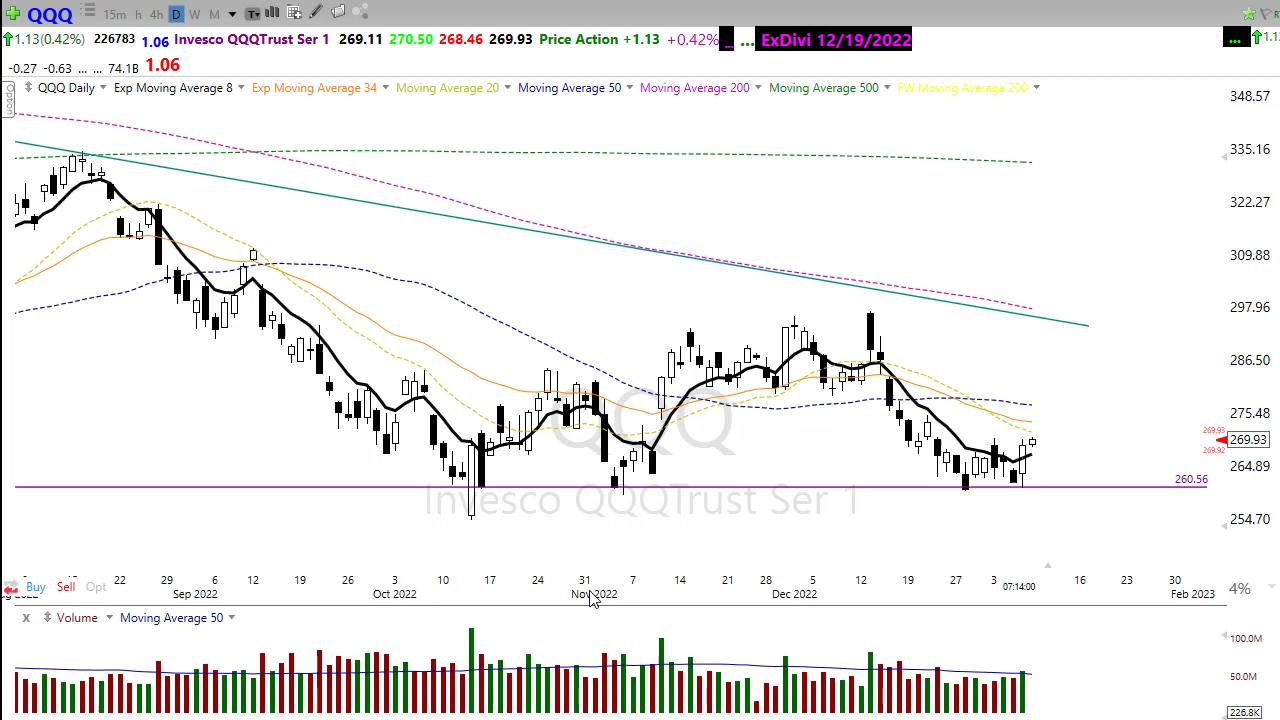 QQQ 15m h 4h D W M T
1.13(0.42%) 226783 1.06 Invesco QQQTrust Ser 1 269.11 270.50 268.46 269.93 Price Action +1.13 +0.42% ... ... ExDivi 12/19/2022 ... 1.13
-0.27 -0.63 ... ... 74.1B 1.06
Option
QQQ Daily Exp Moving Average 8 Exp Moving Average 34 Moving Average 20 Moving Average 50 Moving Average 200 Moving Average 500 FW Moving Average 200
348.57
335.16
322.27
309.88
297.96
286.50
275.48
269.93
269.93
269.92
264.89
260.56
254.70
QQQ
Invesco QQQTrust Ser 1
Buy Sell Opt
22 29 6 12 19 26 3 10 17 24 31 7 14 21 28 5 12 19 27 3 07:14:00 16 23 30
Sep 2022 Oct 2022 Nov 2022 Dec 2022 Feb 2023
4%
x Volume Moving Average 50
100.0M
50.0M
226.8K